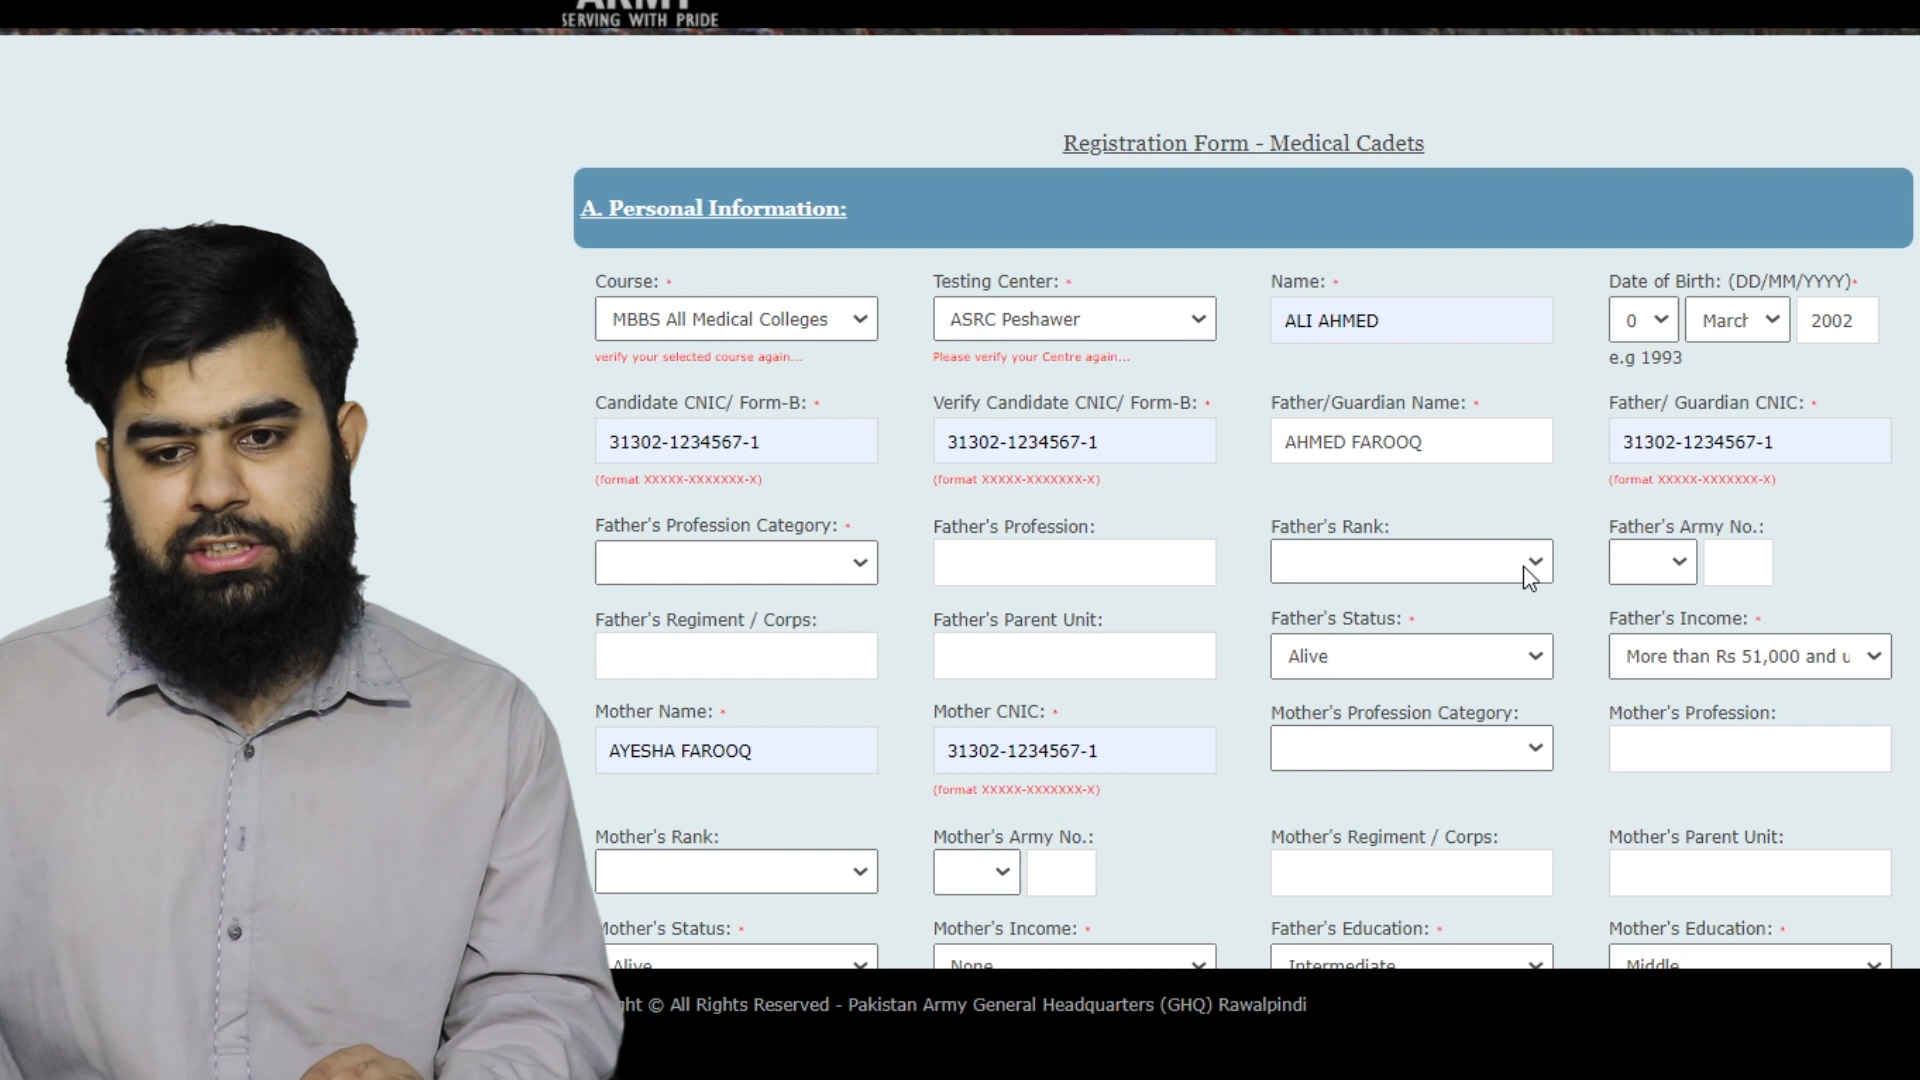 ARMY
SERVING WITH PRIDE
Registration Form - Medical Cadets
A. Personal Information:
Course: * Testing Center: * Name: * Date of Birth: (DD/MM/YYYY)*
MBBS All Medical Colleges ASRC Peshawer ALI AHMED 0 March 2002
verify your selected course again... Please verify your Centre again... e.g 1993
Candidate CNIC/ Form-B: * Verify Candidate CNIC/ Form-B: * Father/Guardian Name: * Father/ Guardian CNIC: *
31302-1234567-1 31302-1234567-1 AHMED FAROOQ 31302-1234567-1
(format XXXXX-XXXXXXX-X) (format XXXXX-XXXXXXX-X) (format XXXXX-XXXXXXX-X)
Father's Profession Category: * Father's Profession: Father's Rank: Father's Army No.:
Father's Regiment / Corps: Father's Parent Unit: Father's Status: * Father's Income: *
Alive More than Rs 51,000 and u
Mother Name: * Mother CNIC: * Mother's Profession Category: Mother's Profession:
AYESHA FAROOQ 31302-1234567-1
(format XXXXX-XXXXXXX-X)
Mother's Rank: Mother's Army No.: Mother's Regiment / Corps: Mother's Parent Unit:
Mother's Status: * Mother's Income: * Father's Education: * Mother's Education: *
Alive None Intermediate Middle
ght © All Rights Reserved - Pakistan Army General Headquarters (GHQ) Rawalpindi